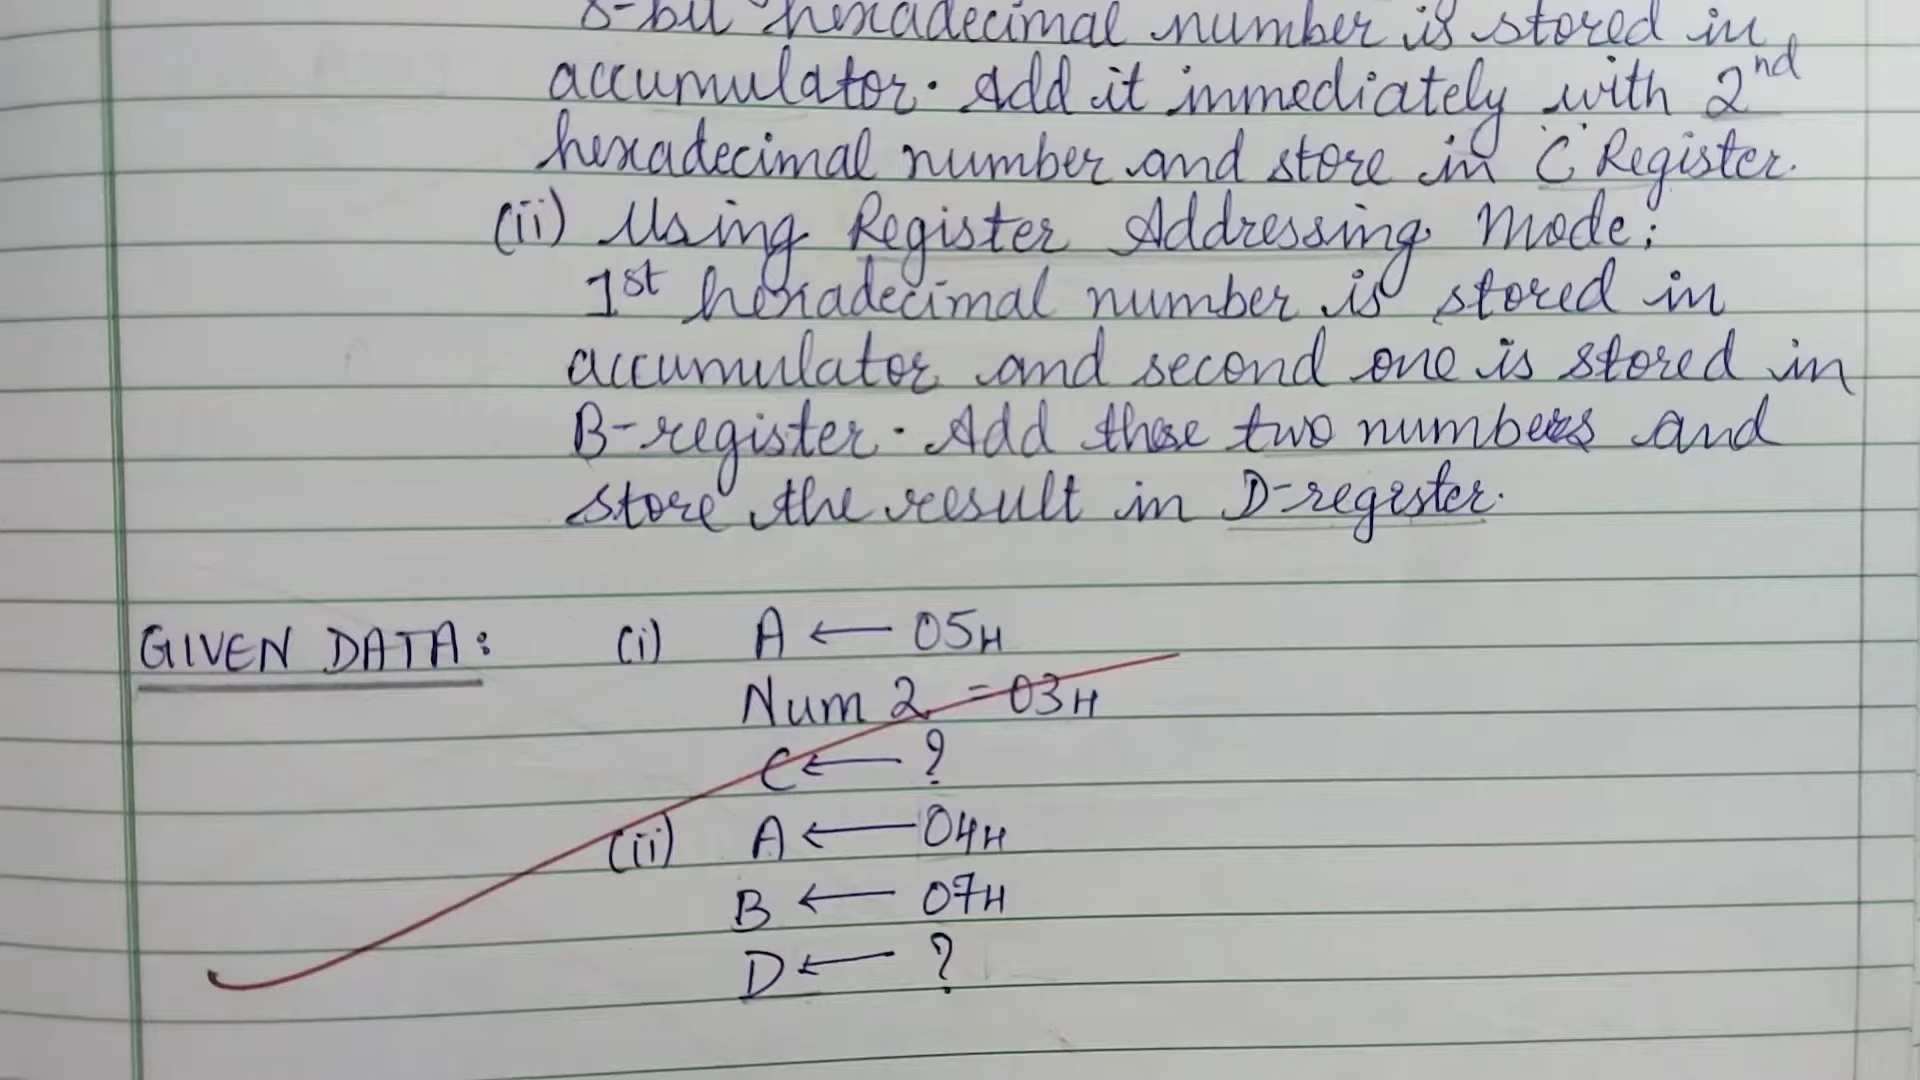 8-bit hexadecimal number is stored in
accumulator. Add it immediately with 2nd
hexadecimal number and store in 'C' Register.
(ii) Using Register Addressing Mode:
1st hexadecimal number is stored in
accumulator and second one is stored in
B-register. Add these two numbers and
store the result in D-register.
GIVEN DATA: (i) A ← 05H
Num 2 = 03H
C ← ?
(ii) A ← 04H
B ← 07H
D ← ?